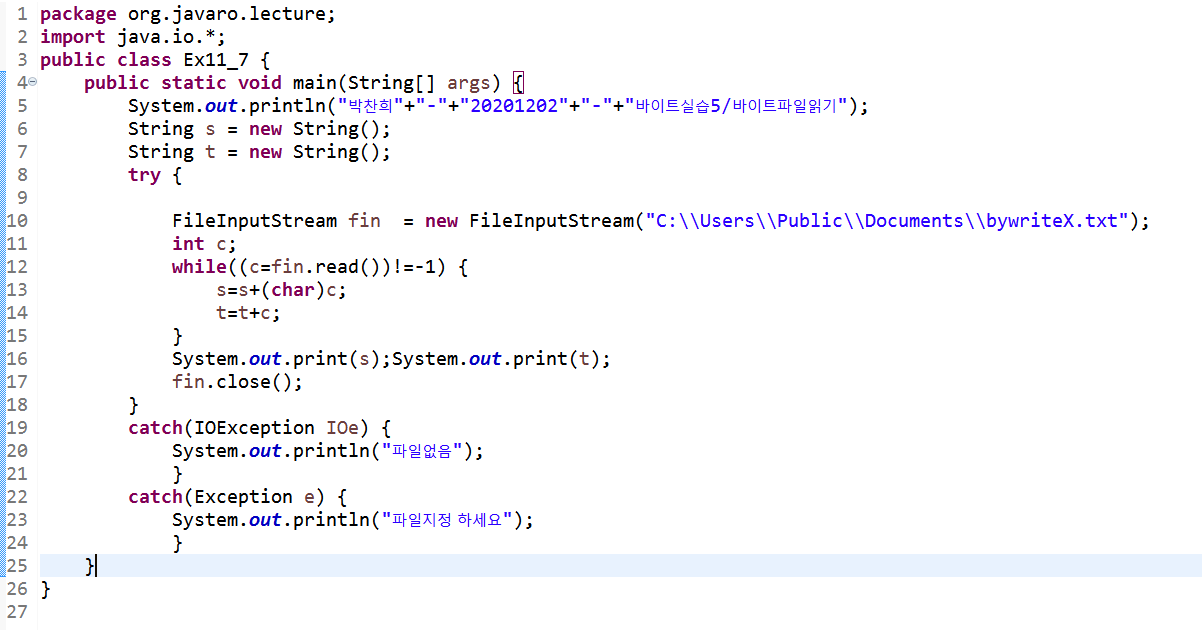 1 package org.javaro.lecture;
2 import java.io.*;
3 public class Ex11_7 {
4 public static void main(String[] args) {
5 System.out.println("박찬희"+"-"+"20201202"+"-"+"바이트실습5/바이트파일읽기");
6 String s = new String();
7 String t = new String();
8 try {
9
10 FileInputStream fin  = new FileInputStream("C:\\Users\\Public\\Documents\\bywriteX.txt");
11 int c;
12 while((c=fin.read())!=-1) {
13 s=s+(char)c;
14 t=t+c;
15 }
16 System.out.print(s);System.out.print(t);
17 fin.close();
18 }
19 catch(IOException IOe) {
20 System.out.println("파일없음");
21 }
22 catch(Exception e) {
23 System.out.println("파일지정 하세요");
24 }
25 }
26 }
27